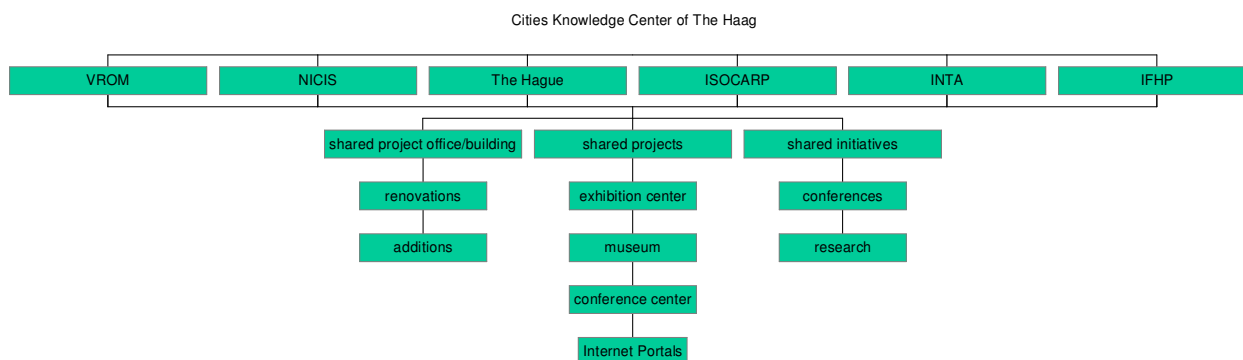 Cities Knowledge Center of The Haag
VROM
NICIS
The Hague
ISOCARP
INTA
IFHP
shared project office/building
shared projects
shared initiatives
renovations
exhibition center
conferences
additions
museum
research
conference center
Internet Portals